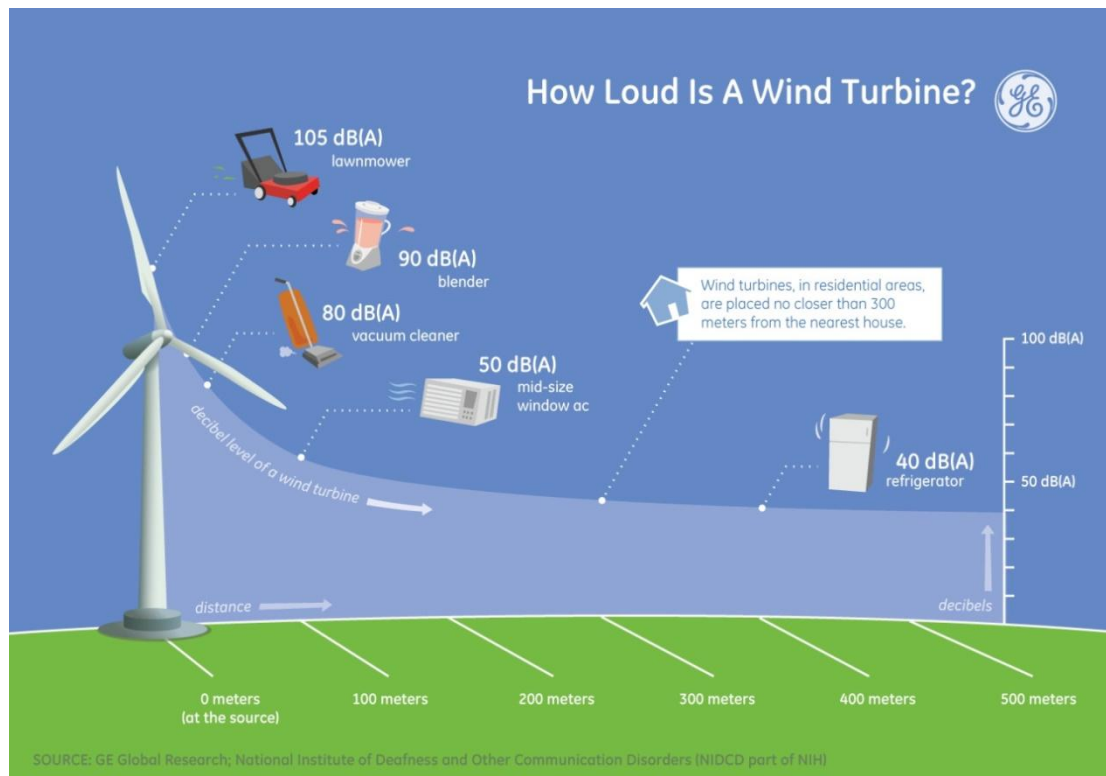 How Loud Is A Wind Turbine?
GE
105 dB(A)
lawnmower
90 dB(A)
blender
80 dB(A)
vacuum cleaner
50 dB(A)
mid-size
window ac
Wind turbines, in residential areas,
are placed no closer than 300
meters from the nearest house.
100 dB(A)
40 dB(A)
refrigerator
50 dB(A)
decibel level of a wind turbine
distance
decibels
0 meters
(at the source)
100 meters
200 meters
300 meters
400 meters
500 meters
SOURCE: GE Global Research; National Institute of Deafness and Other Communication Disorders (NIDCD part of NIH)